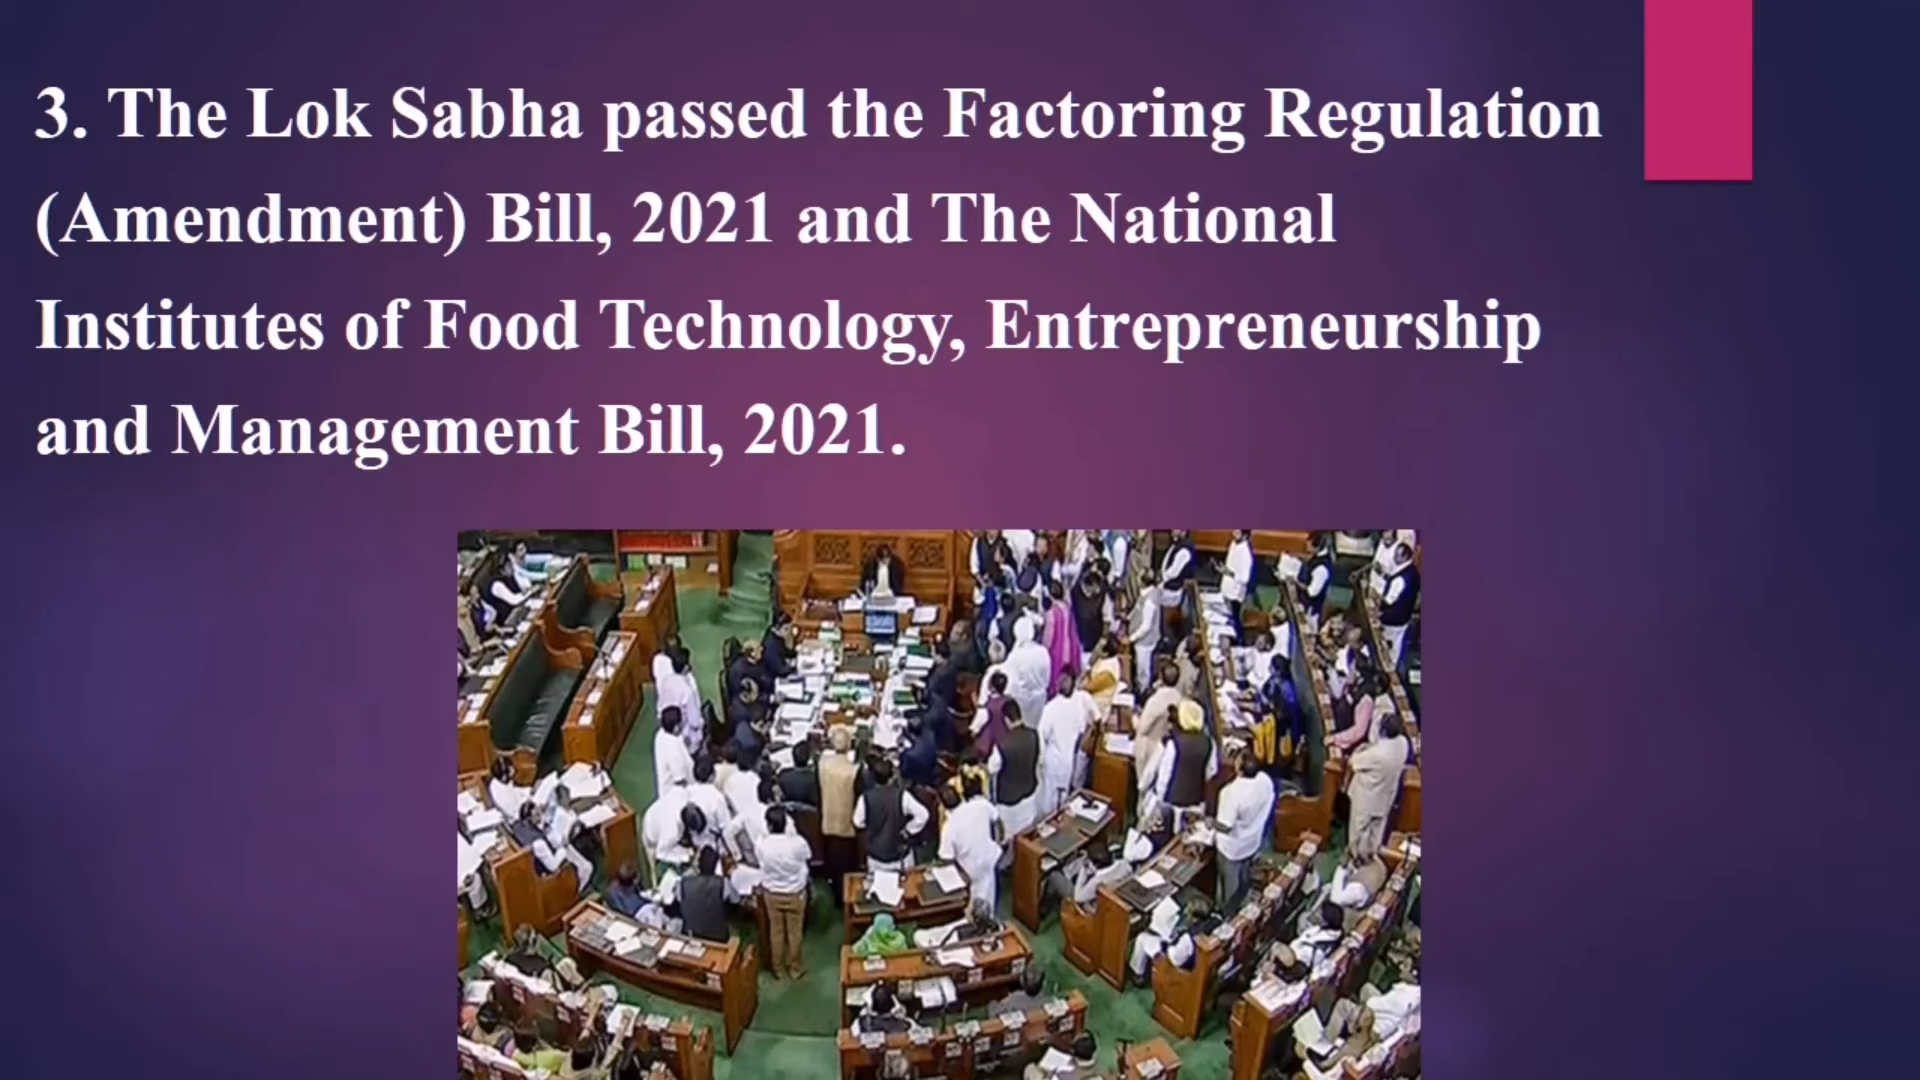 3. The Lok Sabha passed the Factoring Regulation
(Amendment) Bill, 2021 and The National
Institutes of Food Technology, Entrepreneurship
and Management Bill, 2021.